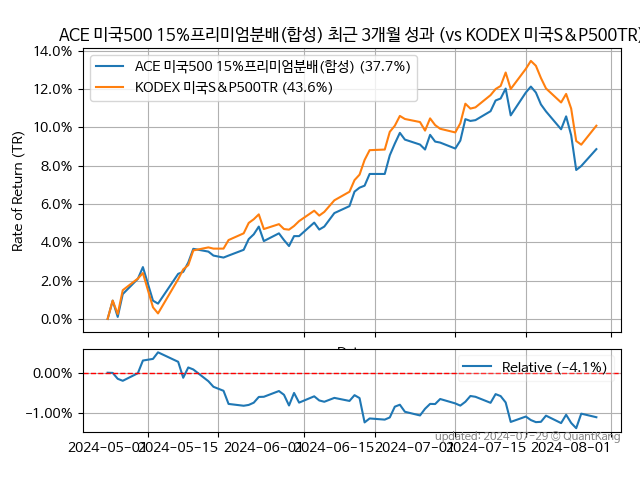 ACE 미국500 15%프리미엄분배(합성) 최근 3개월 성과 (vs KODEX 미국S&P500TR)
14.0%
12.0%
10.0%
8.0%
6.0%
4.0%
2.0%
0.0%
Rate of Return (TR)
ACE 미국500 15%프리미엄분배(합성) (37.7%)
KODEX 미국S&P500TR (43.6%)
0.00%
−1.00%
Relative (−4.1%)
updated: 2024-07-29 © QuantKang
2024-05-01 2024-05-15 2024-06-01 2024-06-15 2024-07-01 2024-07-15 2024-08-01